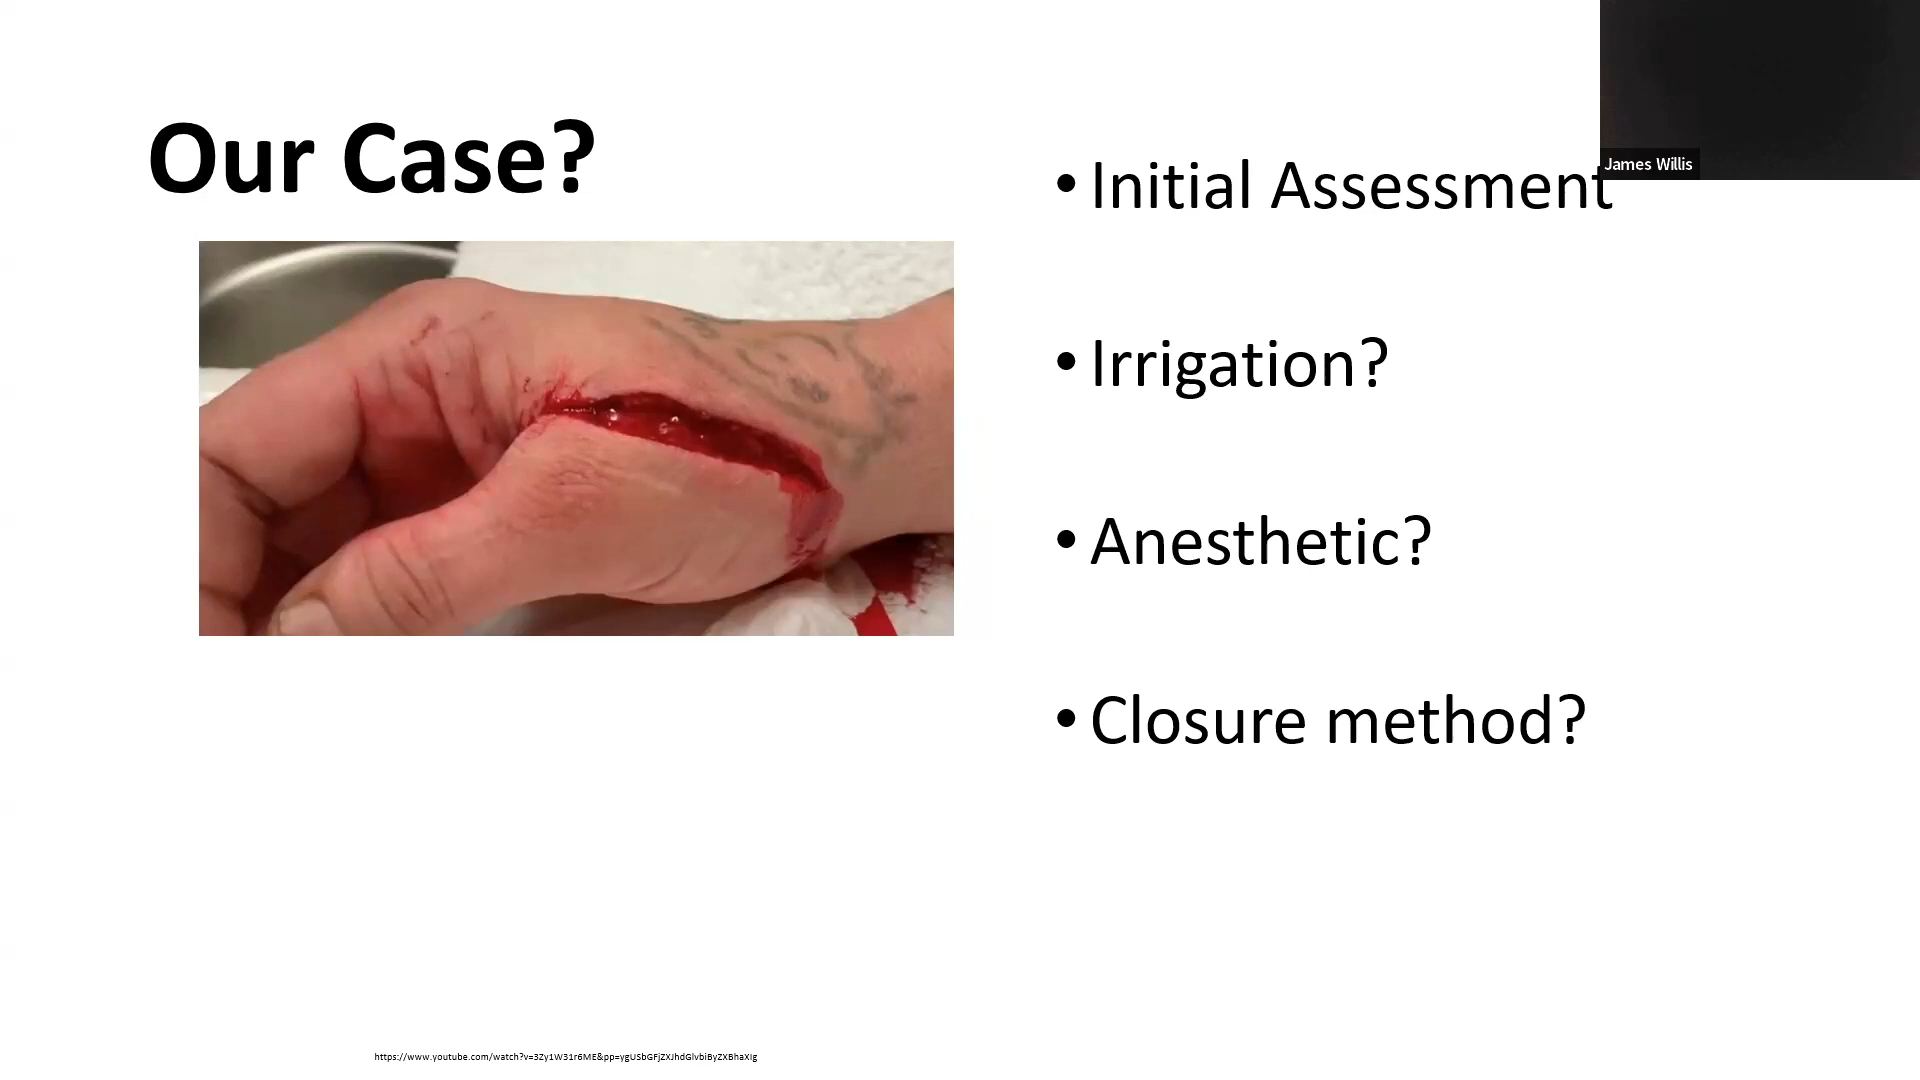 Our Case?
• Initial Assessment
James Willis
• Irrigation?
• Anesthetic?
• Closure method?
https://www.youtube.com/watch?v=3Zy1W31r6ME&pp=ygUSbGFjZXJhdGlvbiByZXBhaXIg